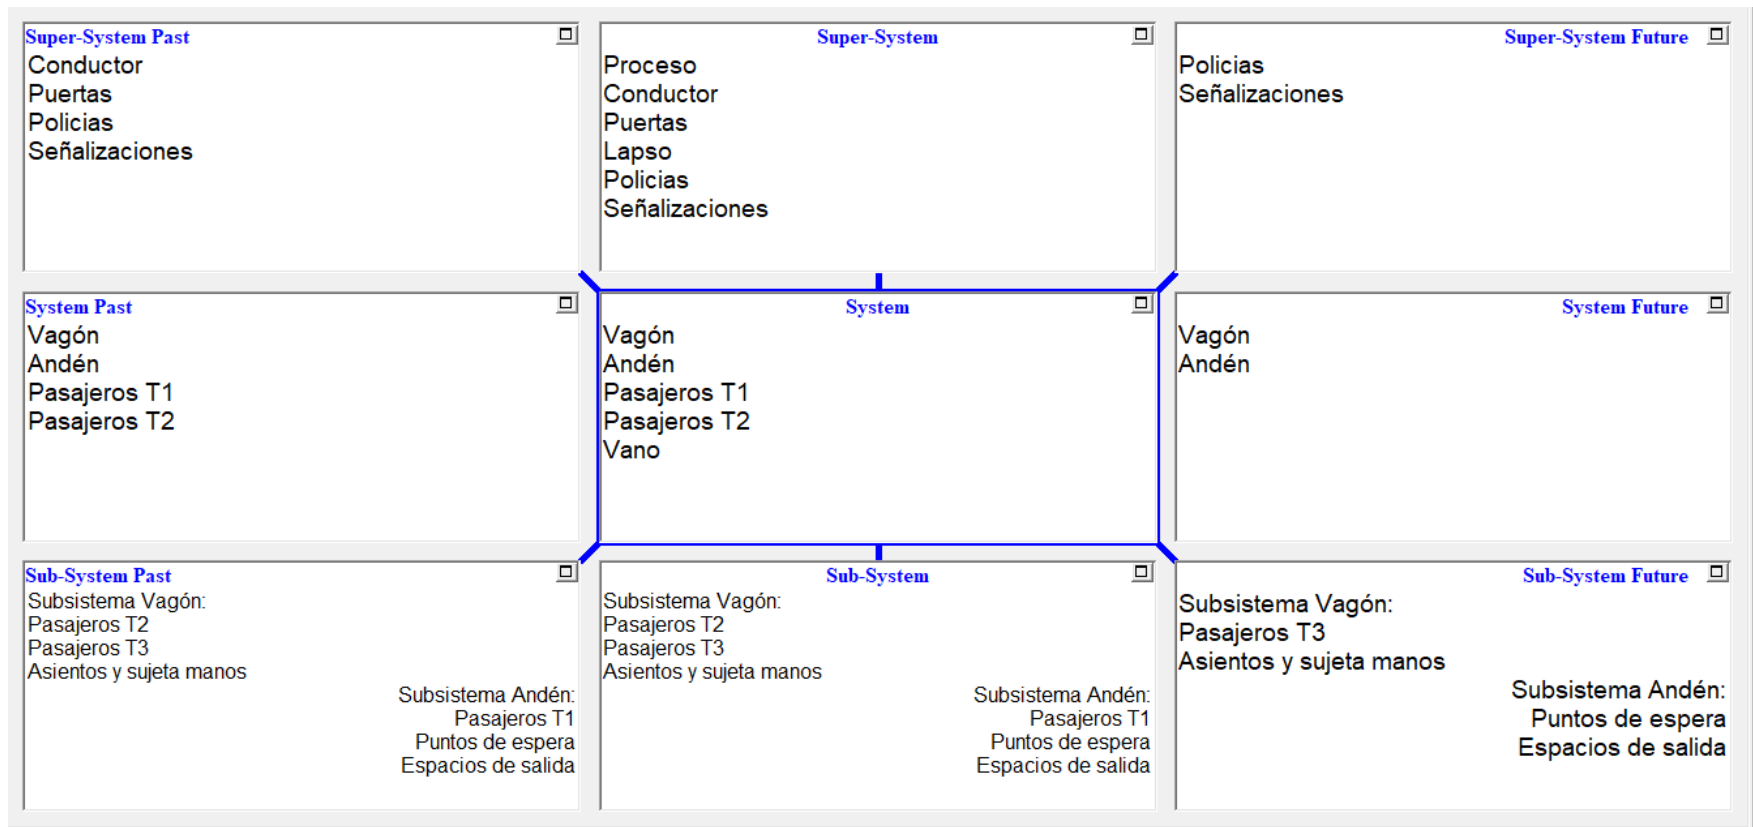 Super-System Past
Conductor
Puertas
Policias
Señalizaciones
Super-System
Proceso
Conductor
Puertas
Lapso
Policias
Señalizaciones
Super-System Future
Policias
Señalizaciones
System Past
Vagón
Andén
Pasajeros T1
Pasajeros T2
System
Vagón
Andén
Pasajeros T1
Pasajeros T2
Vano
System Future
Vagón
Andén
Sub-System Past
Subsistema Vagón:
Pasajeros T2
Pasajeros T3
Asientos y sujeta manos
Subsistema Andén:
Pasajeros T1
Puntos de espera
Espacios de salida
Sub-System
Subsistema Vagón:
Pasajeros T2
Pasajeros T3
Asientos y sujeta manos
Subsistema Andén:
Pasajeros T1
Puntos de espera
Espacios de salida
Sub-System Future
Subsistema Vagón:
Pasajeros T3
Asientos y sujeta manos
Subsistema Andén:
Puntos de espera
Espacios de salida